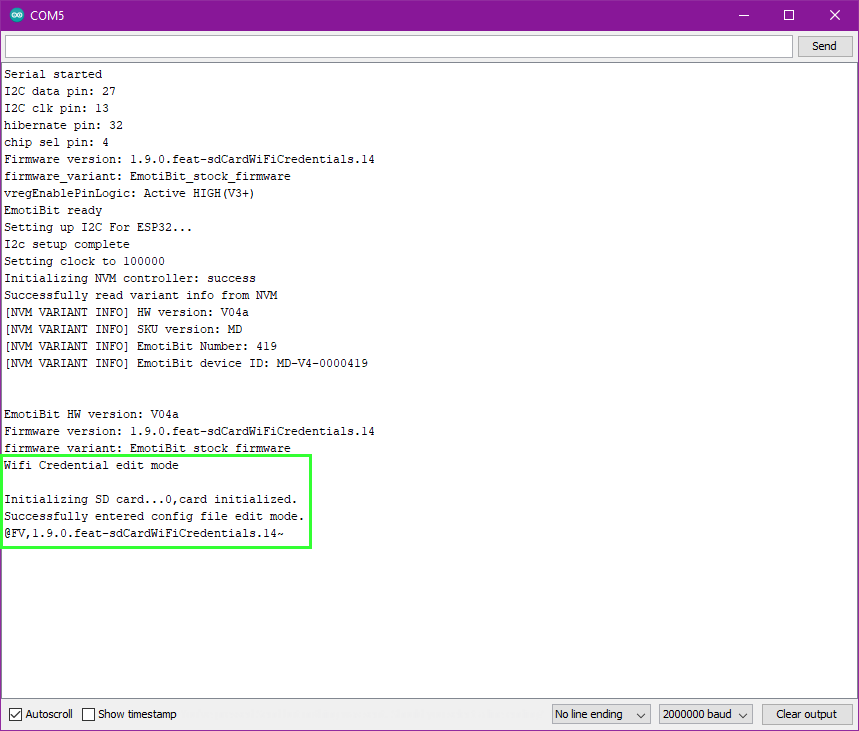 COM5
Send
Serial started
I2C data pin: 27
I2C clk pin: 13
hibernate pin: 32
chip sel pin: 4
Firmware version: 1.9.0.feat-sdCardWiFiCredentials.14
firmware_variant: EmotiBit_stock_firmware
vregEnablePinLogic: Active HIGH(V3+)
EmotiBit ready
Setting up I2C For ESP32...
I2c setup complete
Setting clock to 100000
Initializing NVM controller: success
Successfully read variant info from NVM
[NVM VARIANT INFO] HW version: V04a
[NVM VARIANT INFO] SKU version: MD
[NVM VARIANT INFO] EmotiBit Number: 419
[NVM VARIANT INFO] EmotiBit device ID: MD-V4-0000419
EmotiBit HW version: V04a
Firmware version: 1.9.0.feat-sdCardWiFiCredentials.14
firmware_variant: EmotiBit_stock_firmware
Wifi Credential edit mode
Initializing SD card...0,card initialized.
Successfully entered config file edit mode.
@FV,1.9.0.feat-sdCardWiFiCredentials.14~
Autoscroll Show timestamp No line ending 2000000 baud Clear output